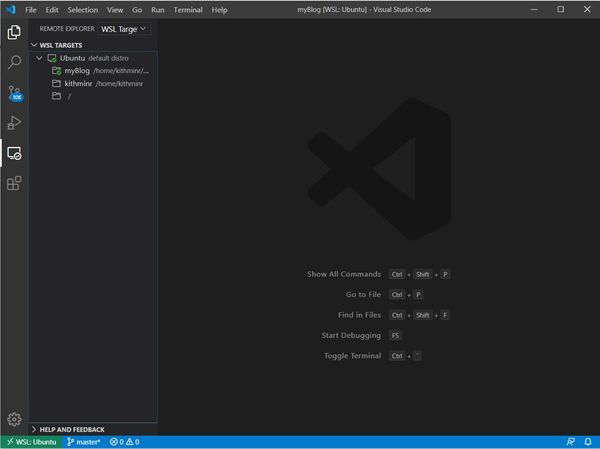 File Edit Selection View Go Run Terminal Help myBlog [WSL: Ubuntu] - Visual Studio Code
REMOTE EXPLORER WSL Targe
WSL TARGETS
Ubuntu default distro
myBlog /home/kithminr/...
kithminr /home/kithminr
/
10K
Show All Commands Ctrl + Shift + P
Go to File Ctrl + P
Find in Files Ctrl + Shift + F
Start Debugging F5
Toggle Terminal Ctrl + `
HELP AND FEEDBACK
WSL: Ubuntu master* 0 0